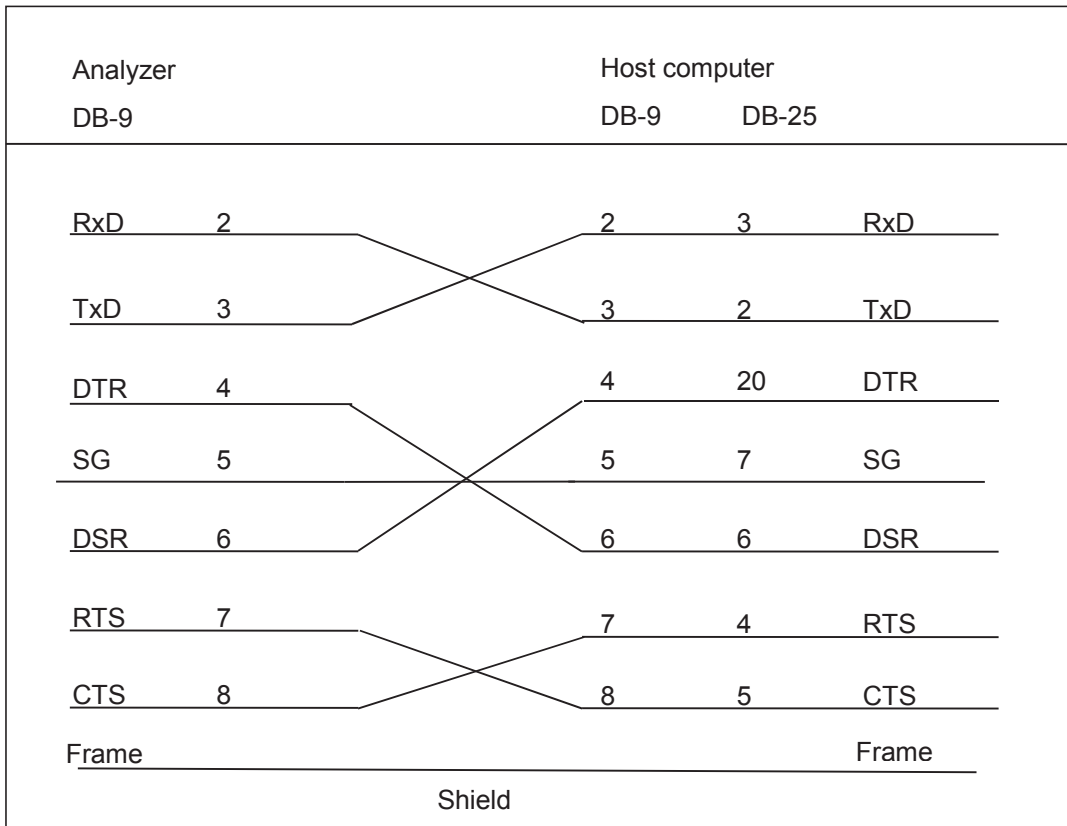 Analyzer Host computer
DB-9 DB-9 DB-25
RxD 2 2 3 RxD
TxD 3 3 2 TxD
DTR 4 4 20 DTR
SG 5 5 7 SG
DSR 6 6 6 DSR
RTS 7 7 4 RTS
CTS 8 8 5 CTS
Frame Frame
Shield